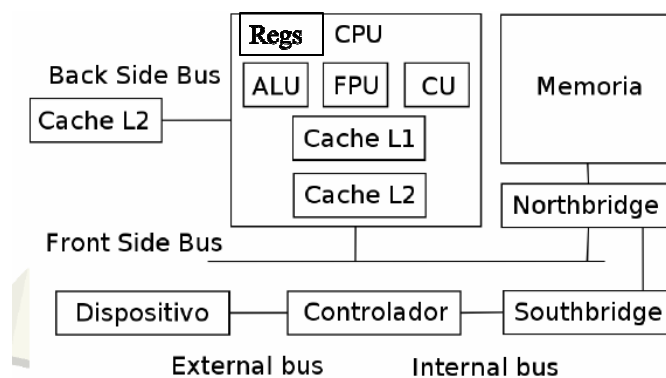 Regs CPU
Back Side Bus
ALU FPU CU
Memoria
Cache L2
Cache L1
Cache L2
Northbridge
Front Side Bus
Dispositivo Controlador Southbridge
External bus Internal bus